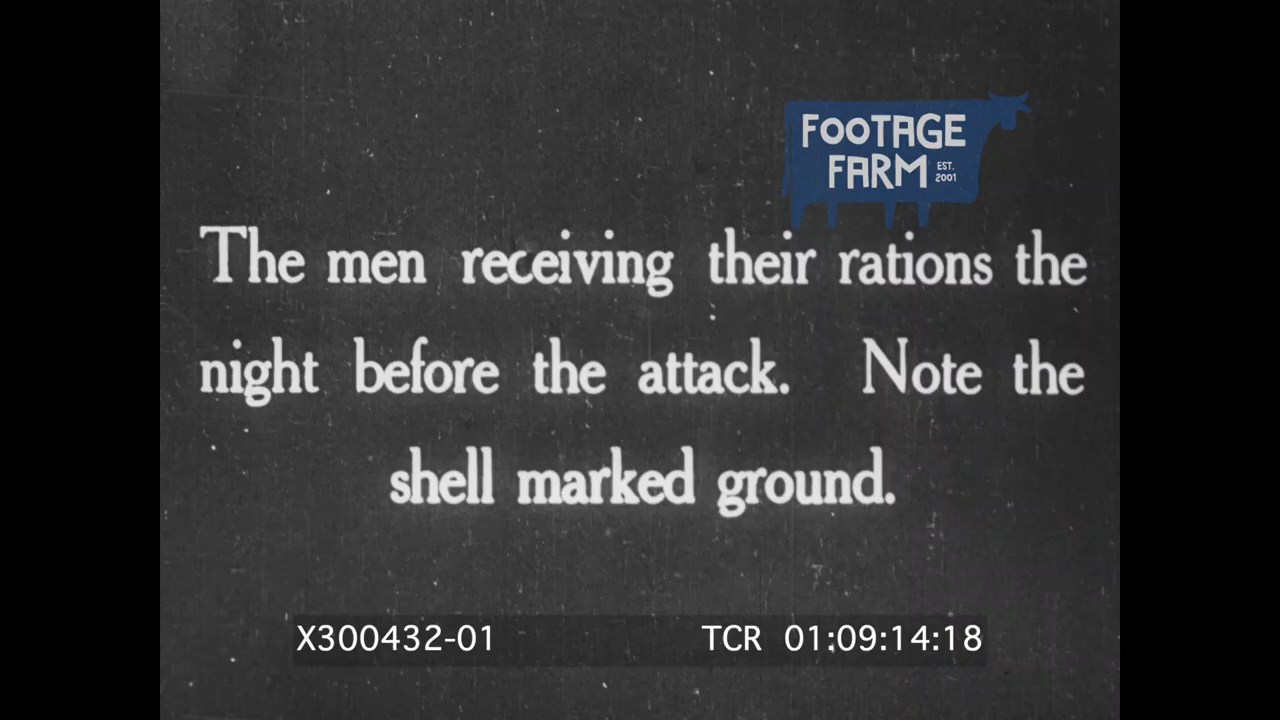 FOOTAGE
FARM
EST.
2001
The men receiving their rations the
night before the attack. Note the
shell marked ground.
X300432-01
TCR 01:09:14:18